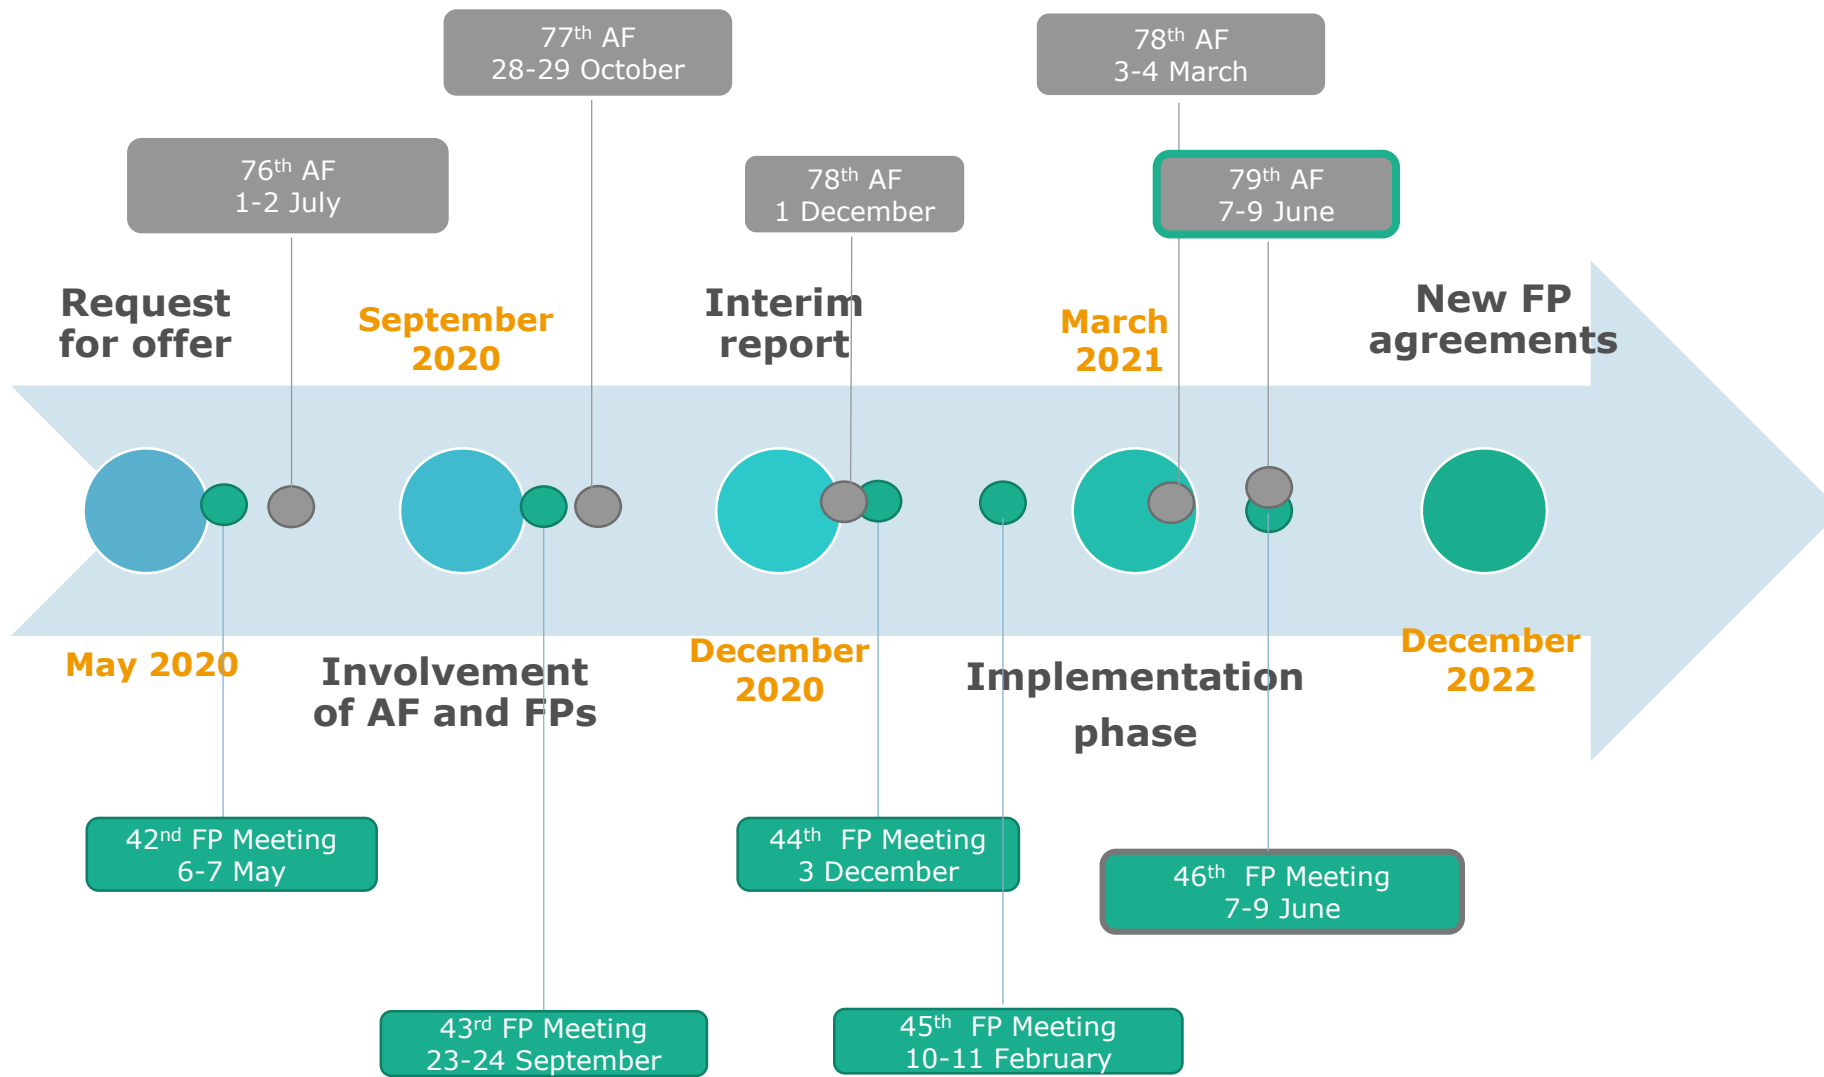 77th AF
28-29 October
78th AF
3-4 March
76th AF
1-2 July
78th AF
1 December
79th AF
7-9 June
Request
for offer
September
2020
Interim
report
March
2021
New FP
agreements
May 2020
Involvement
of AF and FPs
December
2020
Implementation
phase
December
2022
42nd FP Meeting
6-7 May
44th FP Meeting
3 December
46th FP Meeting
7-9 June
43rd FP Meeting
23-24 September
45th FP Meeting
10-11 February